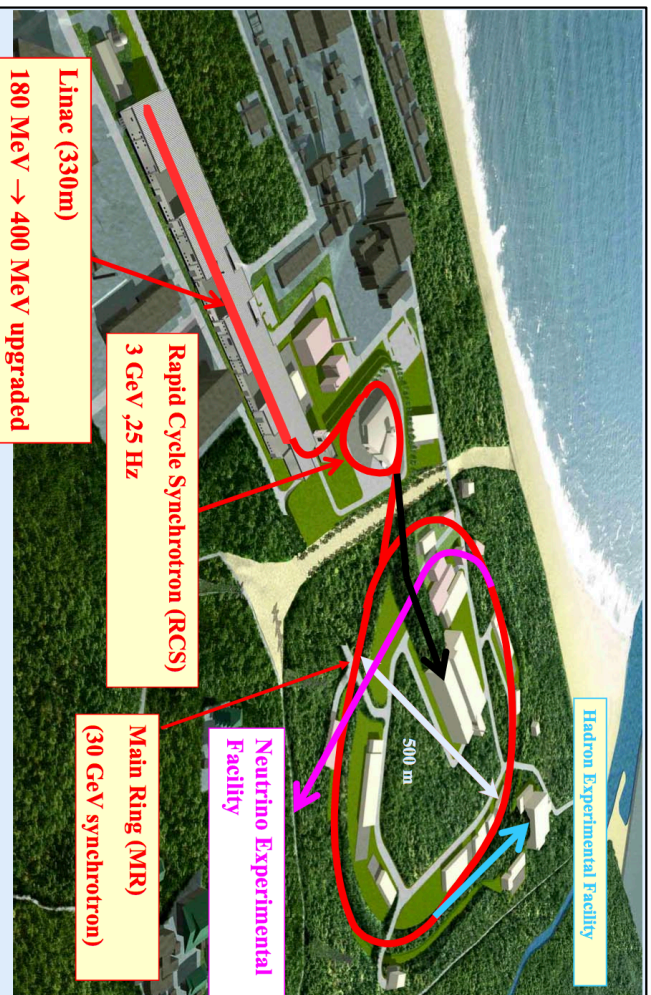 Hadron Experimental Facility
500 m
Linac (330m)
180 MeV → 400 MeV upgraded
Rapid Cycle Synchrotron (RCS)
3 GeV ,25 Hz
Main Ring (MR)
(30 GeV synchrotron)
Neutrino Experimental
Facility